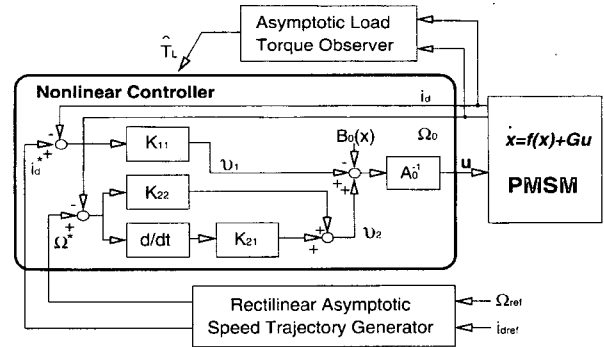 Asymptotic Load
Torque Observer
T̂L
Nonlinear Controller
id
ẋ=f(x)+Gu
PMSM
B0(x)
Ω0
-
+
id*
K11
υ1
-
+
+
A0^-1
u
K22
-
+
Ω*
d/dt
K21
+
+
υ2
Rectilinear Asymptotic
Speed Trajectory Generator
Ωref
idref